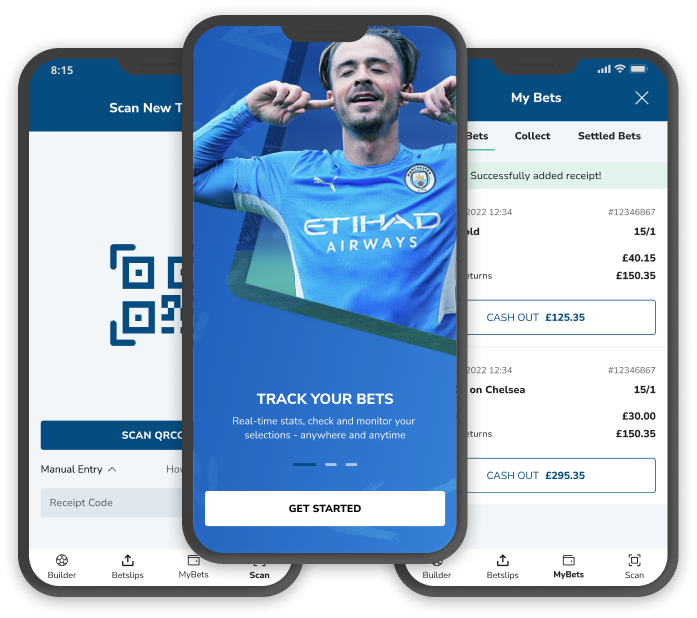 8:15
Scan New T
SCAN QRCO
Manual Entry
Ho
Receipt Code
Builder
Betslips
MyBets
Scan
MANCHESTER
CITY
ETIHAD
AIRWAYS
TRACK YOUR BETS
Real-time stats, check and monitor your
selections - anywhere and anytime
GET STARTED
My Bets
Bets
Collect
Settled Bets
Successfully added receipt!
2022 12:34
#12346867
old
15/1
£40.15
eturns
£150.35
CASH OUT £125.35
2022 12:34
#12346867
on Chelsea
15/1
£30.00
eturns
£150.35
CASH OUT £295.35
Builder
Betslips
MyBets
Scan